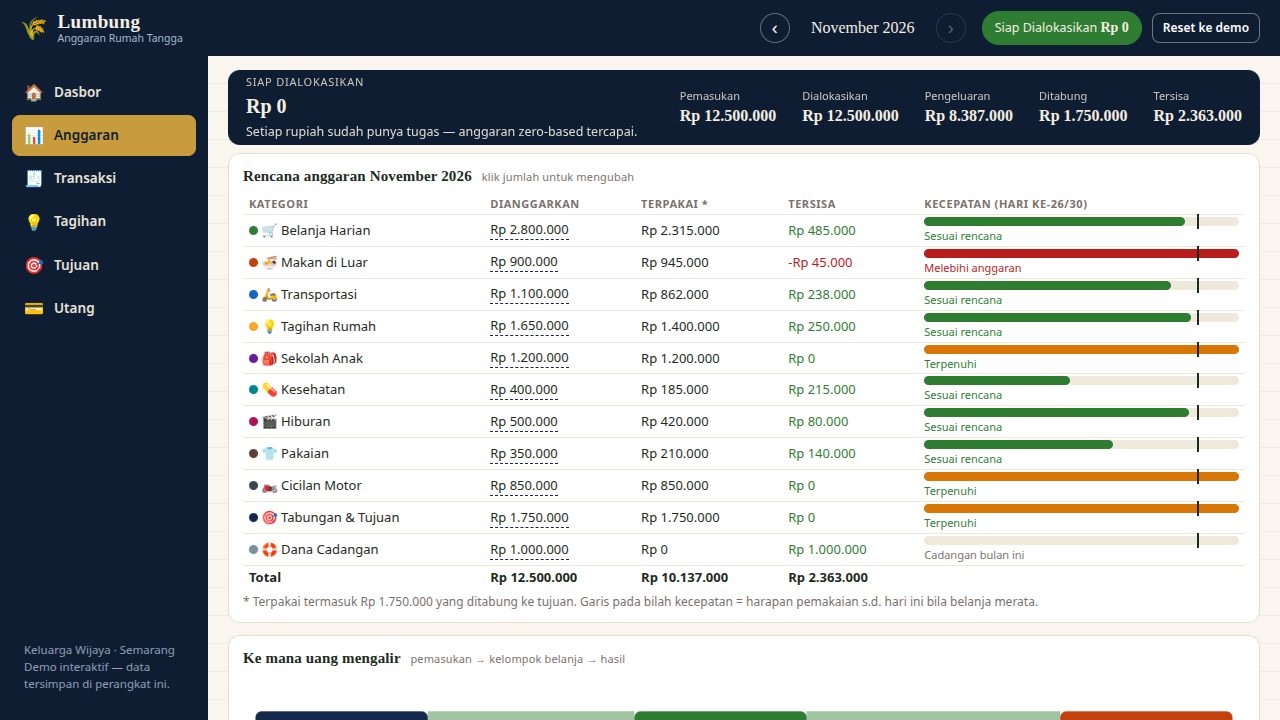 Lumbung
Anggaran Rumah Tangga
November 2026
Siap Dialokasikan Rp 0
Reset ke demo
Dasbor
Anggaran
Transaksi
Tagihan
Tujuan
Utang
Keluarga Wijaya · Semarang
Demo interaktif — data
tersimpan di perangkat ini.
SIAP DIALOKASIKAN
Rp 0
Setiap rupiah sudah punya tugas — anggaran zero-based tercapai.
Pemasukan Dialokasikan Pengeluaran Ditabung Tersisa
Rp 12.500.000 Rp 12.500.000 Rp 8.387.000 Rp 1.750.000 Rp 2.363.000
Rencana anggaran November 2026 klik jumlah untuk mengubah
KATEGORI DIANGGARKAN TERPAKAI * TERSISA KECEPATAN (HARI KE-26/30)
Belanja Harian Rp 2.800.000 Rp 2.315.000 Rp 485.000 Sesuai rencana
Makan di Luar Rp 900.000 Rp 945.000 -Rp 45.000 Melebihi anggaran
Transportasi Rp 1.100.000 Rp 862.000 Rp 238.000 Sesuai rencana
Tagihan Rumah Rp 1.650.000 Rp 1.400.000 Rp 250.000 Sesuai rencana
Sekolah Anak Rp 1.200.000 Rp 1.200.000 Rp 0 Terpenuhi
Kesehatan Rp 400.000 Rp 185.000 Rp 215.000 Sesuai rencana
Hiburan Rp 500.000 Rp 420.000 Rp 80.000 Sesuai rencana
Pakaian Rp 350.000 Rp 210.000 Rp 140.000 Sesuai rencana
Cicilan Motor Rp 850.000 Rp 850.000 Rp 0 Terpenuhi
Tabungan & Tujuan Rp 1.750.000 Rp 1.750.000 Rp 0 Terpenuhi
Dana Cadangan Rp 1.000.000 Rp 0 Rp 1.000.000 Cadangan bulan ini
Total Rp 12.500.000 Rp 10.137.000 Rp 2.363.000
* Terpakai termasuk Rp 1.750.000 yang ditabung ke tujuan. Garis pada bilah kecepatan = harapan pemakaian s.d. hari ini bila belanja merata.
Ke mana uang mengalir pemasukan → kelompok belanja → hasil